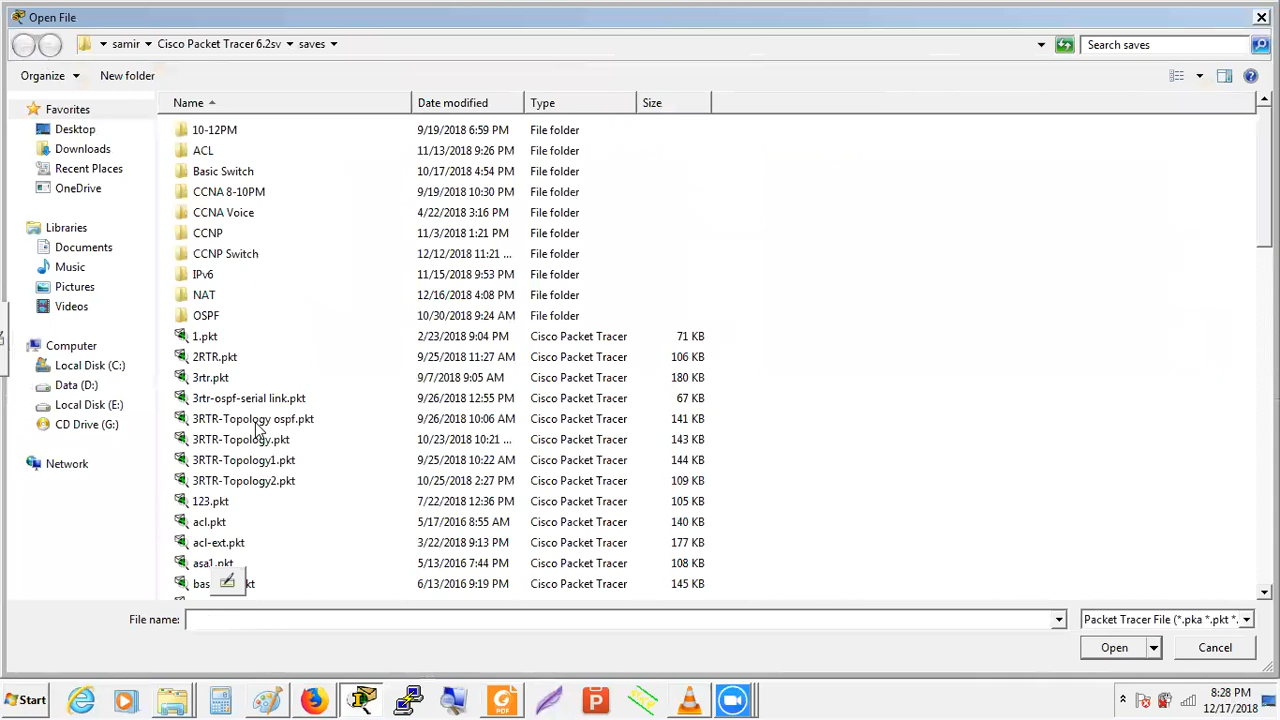 Open File
samir Cisco Packet Tracer 6.2sv saves
Search saves
Organize New folder
Name Date modified Type Size
Favorites
Desktop
Downloads
Recent Places
OneDrive
Libraries
Documents
Music
Pictures
Videos
Computer
Local Disk (C:)
Data (D:)
Local Disk (E:)
CD Drive (G:)
Network
10-12PM 9/19/2018 6:59 PM File folder
ACL 11/13/2018 9:26 PM File folder
Basic Switch 10/17/2018 4:54 PM File folder
CCNA 8-10PM 9/19/2018 10:30 PM File folder
CCNA Voice 4/22/2018 3:16 PM File folder
CCNP 11/3/2018 1:21 PM File folder
CCNP Switch 12/12/2018 11:21 ... File folder
IPv6 11/15/2018 9:53 PM File folder
NAT 12/16/2018 4:08 PM File folder
OSPF 10/30/2018 9:24 AM File folder
1.pkt 2/23/2018 9:04 PM Cisco Packet Tracer 71 KB
2RTR.pkt 9/25/2018 11:27 AM Cisco Packet Tracer 106 KB
3rtr.pkt 9/7/2018 9:05 AM Cisco Packet Tracer 180 KB
3rtr-ospf-serial link.pkt 9/26/2018 12:55 PM Cisco Packet Tracer 67 KB
3RTR-Topology ospf.pkt 9/26/2018 10:06 AM Cisco Packet Tracer 141 KB
3RTR-Topology.pkt 10/23/2018 10:21 ... Cisco Packet Tracer 143 KB
3RTR-Topology1.pkt 9/25/2018 10:22 AM Cisco Packet Tracer 144 KB
3RTR-Topology2.pkt 10/25/2018 2:27 PM Cisco Packet Tracer 109 KB
123.pkt 7/22/2018 12:36 PM Cisco Packet Tracer 105 KB
acl.pkt 5/17/2016 8:55 AM Cisco Packet Tracer 140 KB
acl-ext.pkt 3/22/2018 9:13 PM Cisco Packet Tracer 177 KB
asa1.pkt 5/13/2016 7:44 PM Cisco Packet Tracer 108 KB
bas kt 6/13/2016 9:19 PM Cisco Packet Tracer 145 KB
File name: Packet Tracer File (*.pka *.pkt *.
Open Cancel
Start
PDF
8:28 PM
12/17/2018